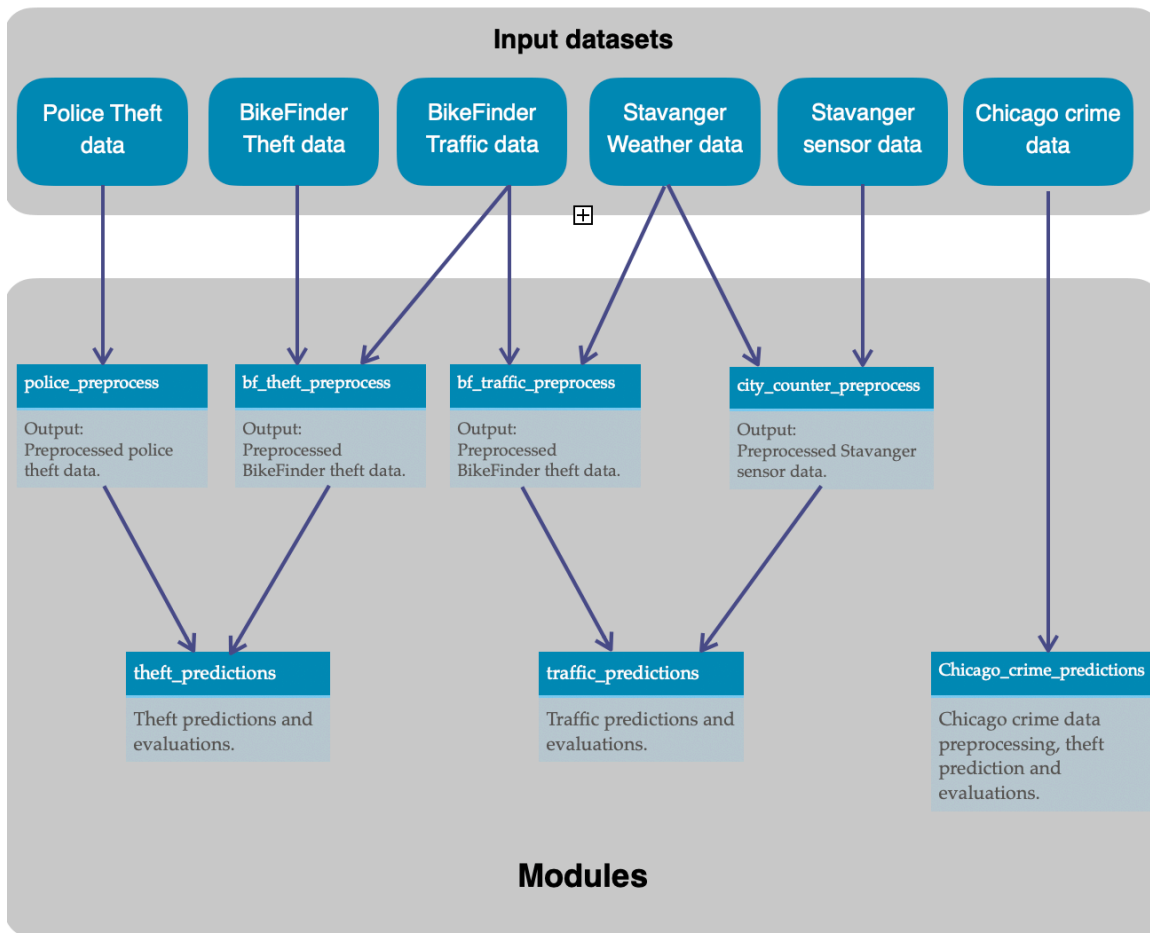 Input datasets
Police Theft
data
BikeFinder
Theft data
BikeFinder
Traffic data
Stavanger
Weather data
Stavanger
sensor data
Chicago crime
data
police_preprocess
Output:
Preprocessed police
theft data.
bf_theft_preprocess
Output:
Preprocessed
BikeFinder theft data.
bf_traffic_preprocess
Output:
Preprocessed
BikeFinder theft data.
city_counter_preprocess
Output:
Preprocessed Stavanger
sensor data.
theft_predictions
Theft predictions and
evaluations.
traffic_predictions
Traffic predictions and
evaluations.
Chicago_crime_predictions
Chicago crime data
preprocessing, theft
prediction and
evaluations.
Modules